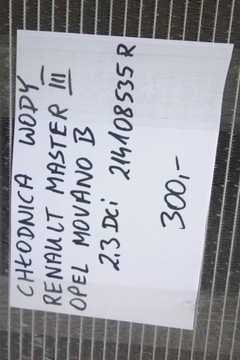 CHŁODNICA WODY
RENAULT MASTER III
OPEL MOVANO B
2.3 Dci 214108535R
300,-